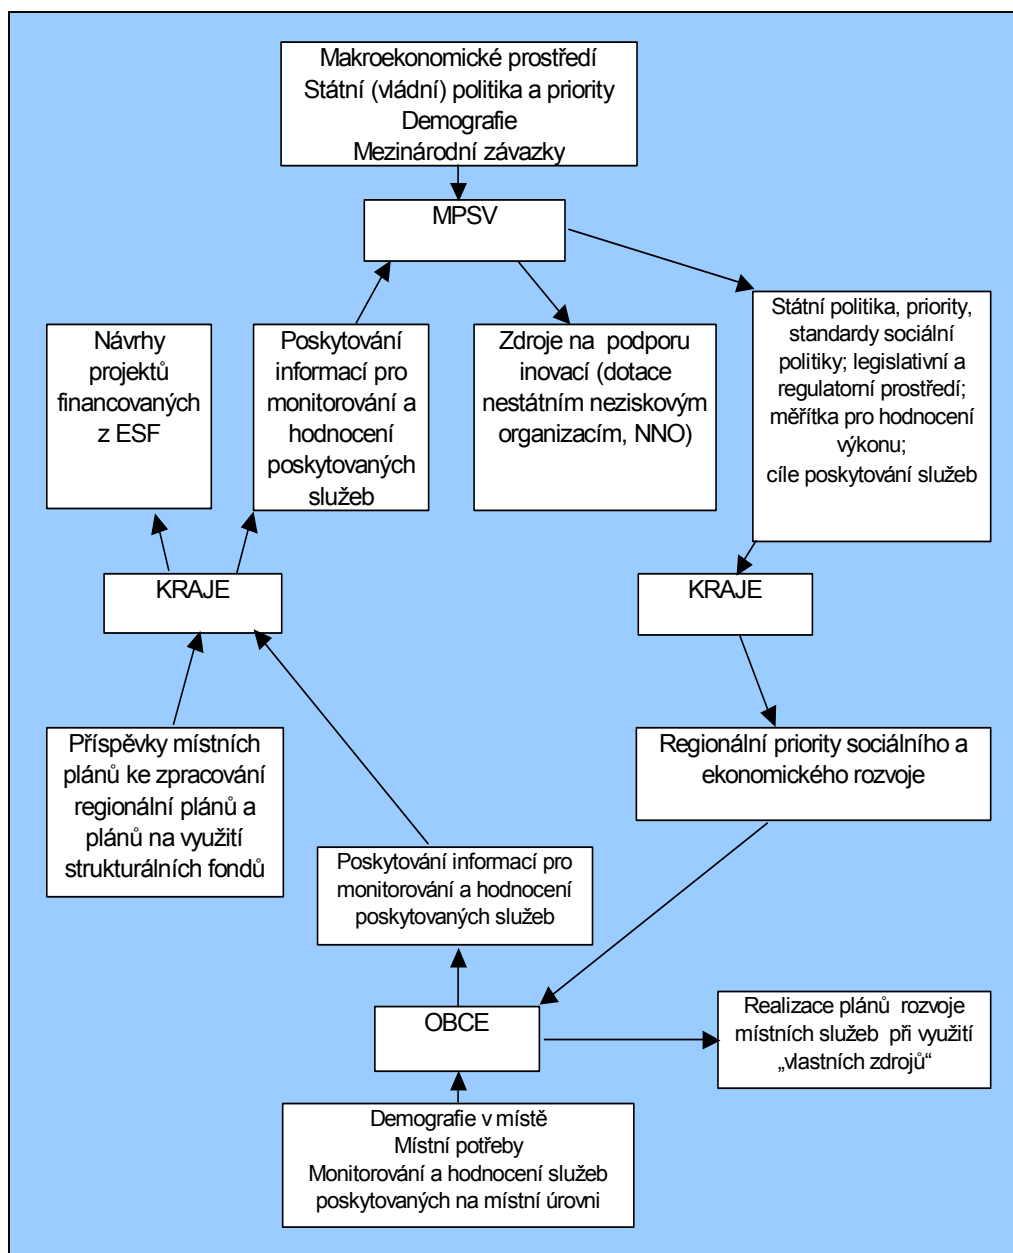 Makroekonomické prostředí
Státní (vládní) politika a priority
Demografie
Mezinárodní závazky
MPSV
Návrhy
projektů
financovaných
z ESF
Poskytování
informací pro
monitorování a
hodnocení
poskytovaných
služeb
Zdroje na podporu
inovací (dotace
nestátním neziskovým
organizacím, NNO)
Státní politika, priority,
standardy sociální
politiky; legislativní a
regulatorní prostředí;
měřítka pro hodnocení
výkonu;
cíle poskytování služeb
KRAJE
KRAJE
Příspěvky místních
plánů ke zpracování
regionální plánů a
plánů na využití
strukturálních fondů
Regionální priority sociálního a
ekonomického rozvoje
Poskytování informací pro
monitorování a hodnocení
poskytovaných služeb
OBCE
Realizace plánů rozvoje
místních služeb při využití
„vlastních zdrojů“
Demografie v místě
Místní potřeby
Monitorování a hodnocení služeb
poskytovaných na místní úrovni